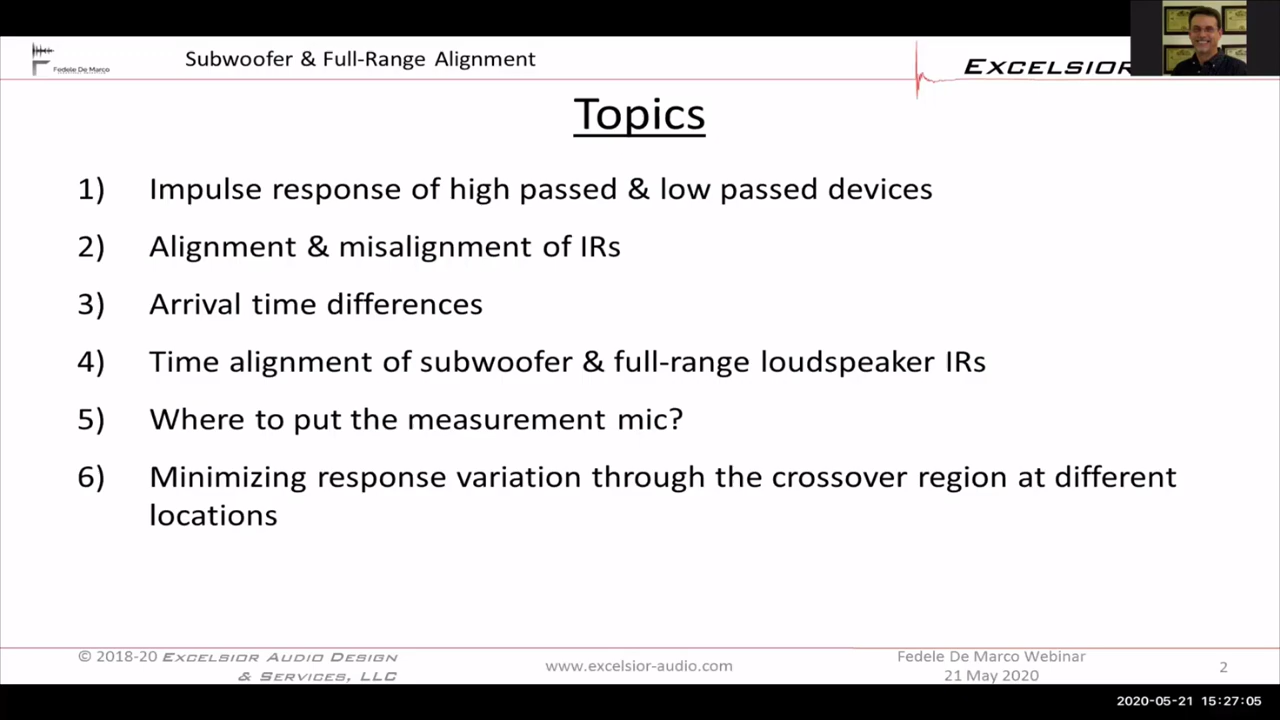 Fedele De Marco
Subwoofer & Full-Range Alignment
EXCELSIOR
Topics
1) Impulse response of high passed & low passed devices
2) Alignment & misalignment of IRs
3) Arrival time differences
4) Time alignment of subwoofer & full-range loudspeaker IRs
5) Where to put the measurement mic?
6) Minimizing response variation through the crossover region at different
locations
© 2018-20 EXCELSIOR AUDIO DESIGN
& SERVICES, LLC
www.excelsior-audio.com
Fedele De Marco Webinar
21 May 2020
2
2020-05-21 15:27:05